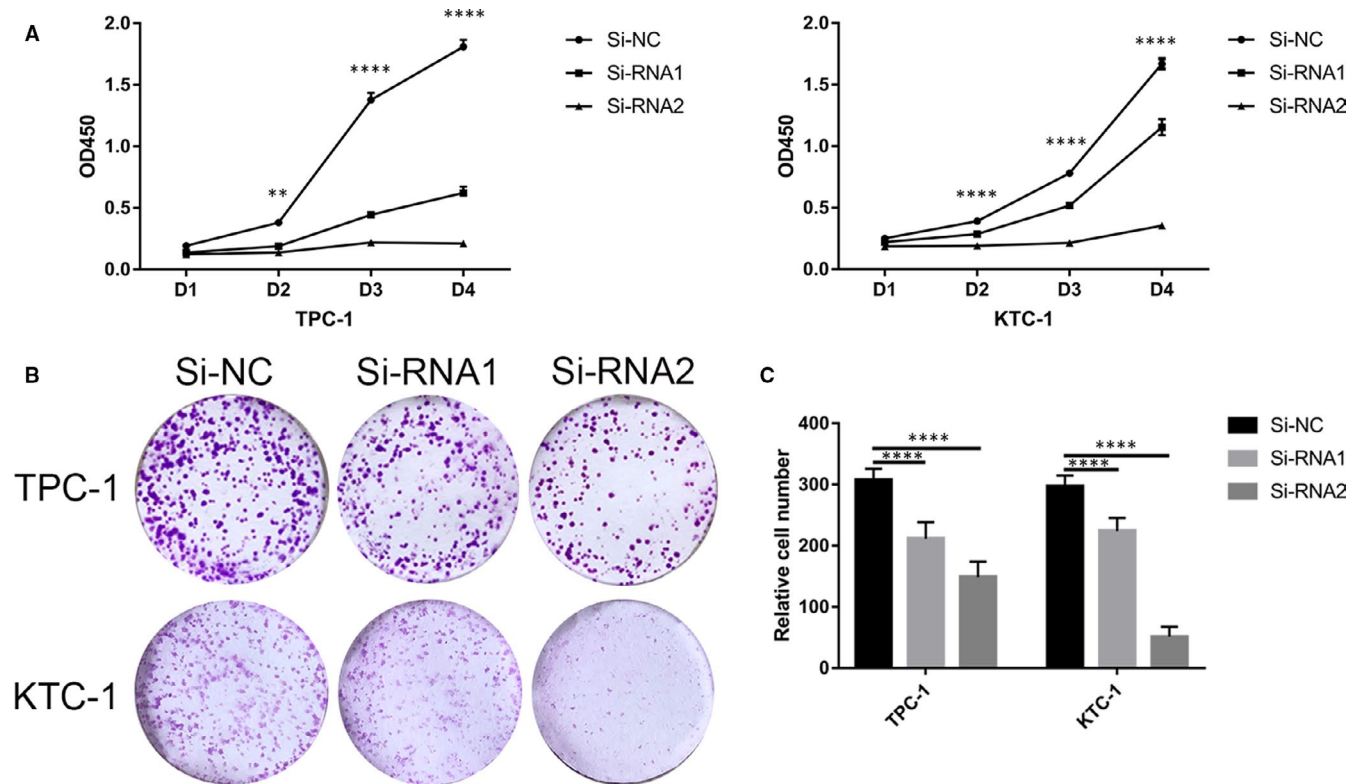 A
2.0
1.5
1.0
0.5
0.0
OD450
**
****
****
D1 D2 D3 D4
TPC-1
Si-NC
Si-RNA1
Si-RNA2
2.0
1.5
1.0
0.5
0.0
OD450
****
****
****
D1 D2 D3 D4
KTC-1
Si-NC
Si-RNA1
Si-RNA2
B
Si-NC Si-RNA1 Si-RNA2
TPC-1
KTC-1
C
400
300
200
100
0
Relative cell number
****
****
****
****
TPC-1 KTC-1
Si-NC
Si-RNA1
Si-RNA2